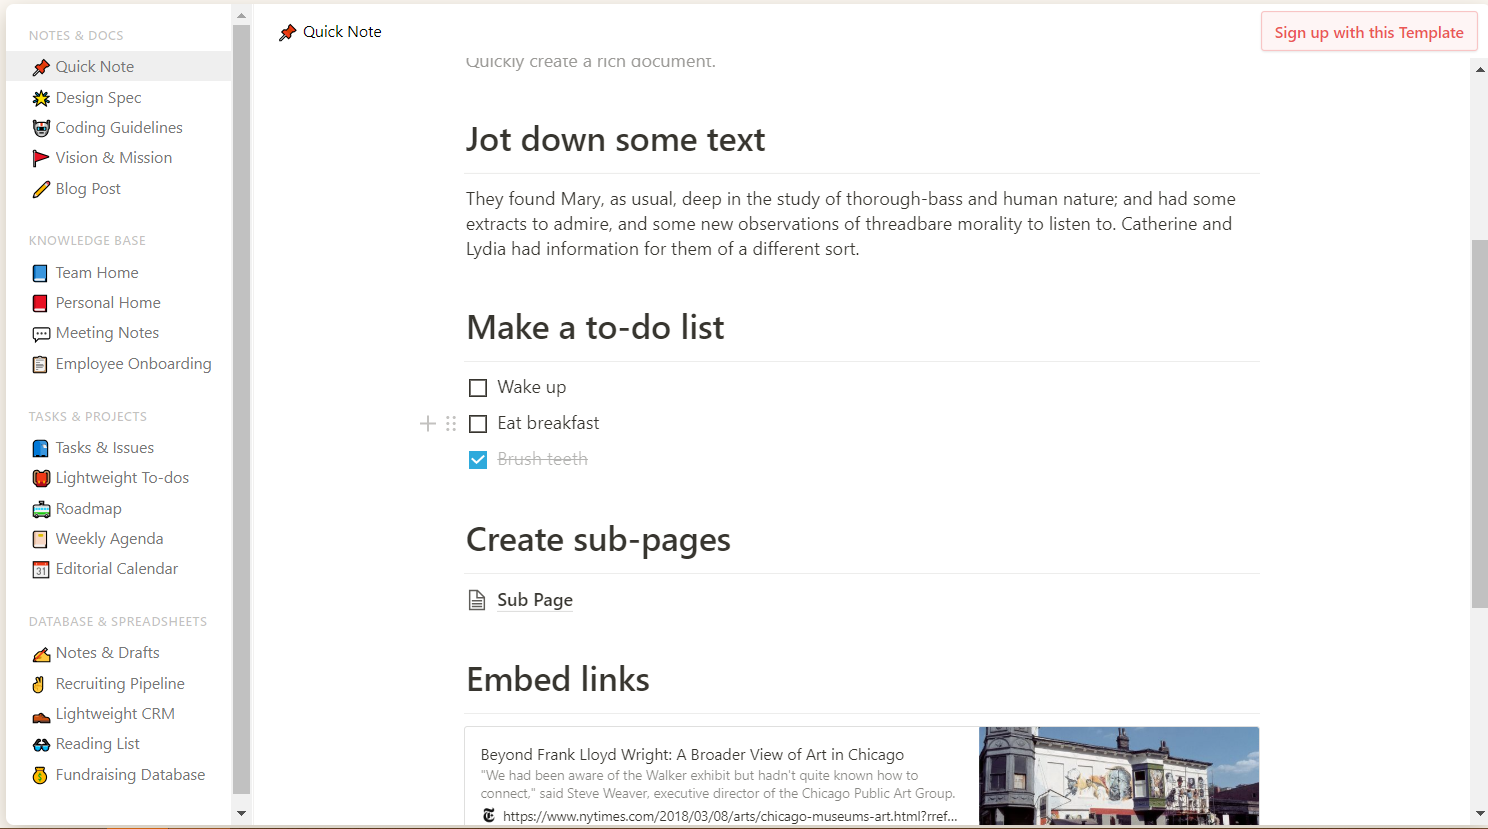 NOTES & DOCS
Quick Note
Design Spec
Coding Guidelines
Vision & Mission
Blog Post
KNOWLEDGE BASE
Team Home
Personal Home
Meeting Notes
Employee Onboarding
TASKS & PROJECTS
Tasks & Issues
Lightweight To-dos
Roadmap
Weekly Agenda
31 Editorial Calendar
DATABASE & SPREADSHEETS
Notes & Drafts
Recruiting Pipeline
Lightweight CRM
Reading List
Fundraising Database
Quick Note
Sign up with this Template
Quickly create a rich document.
Jot down some text
They found Mary, as usual, deep in the study of thorough-bass and human nature; and had some
extracts to admire, and some new observations of threadbare morality to listen to. Catherine and
Lydia had information for them of a different sort.
Make a to-do list
Wake up
Eat breakfast
Brush teeth
Create sub-pages
Sub Page
Embed links
Beyond Frank Lloyd Wright: A Broader View of Art in Chicago
"We had been aware of the Walker exhibit but hadn't quite known how to
connect," said Steve Weaver, executive director of the Chicago Public Art Group.
https://www.nytimes.com/2018/03/08/arts/chicago-museums-art.html?rref...